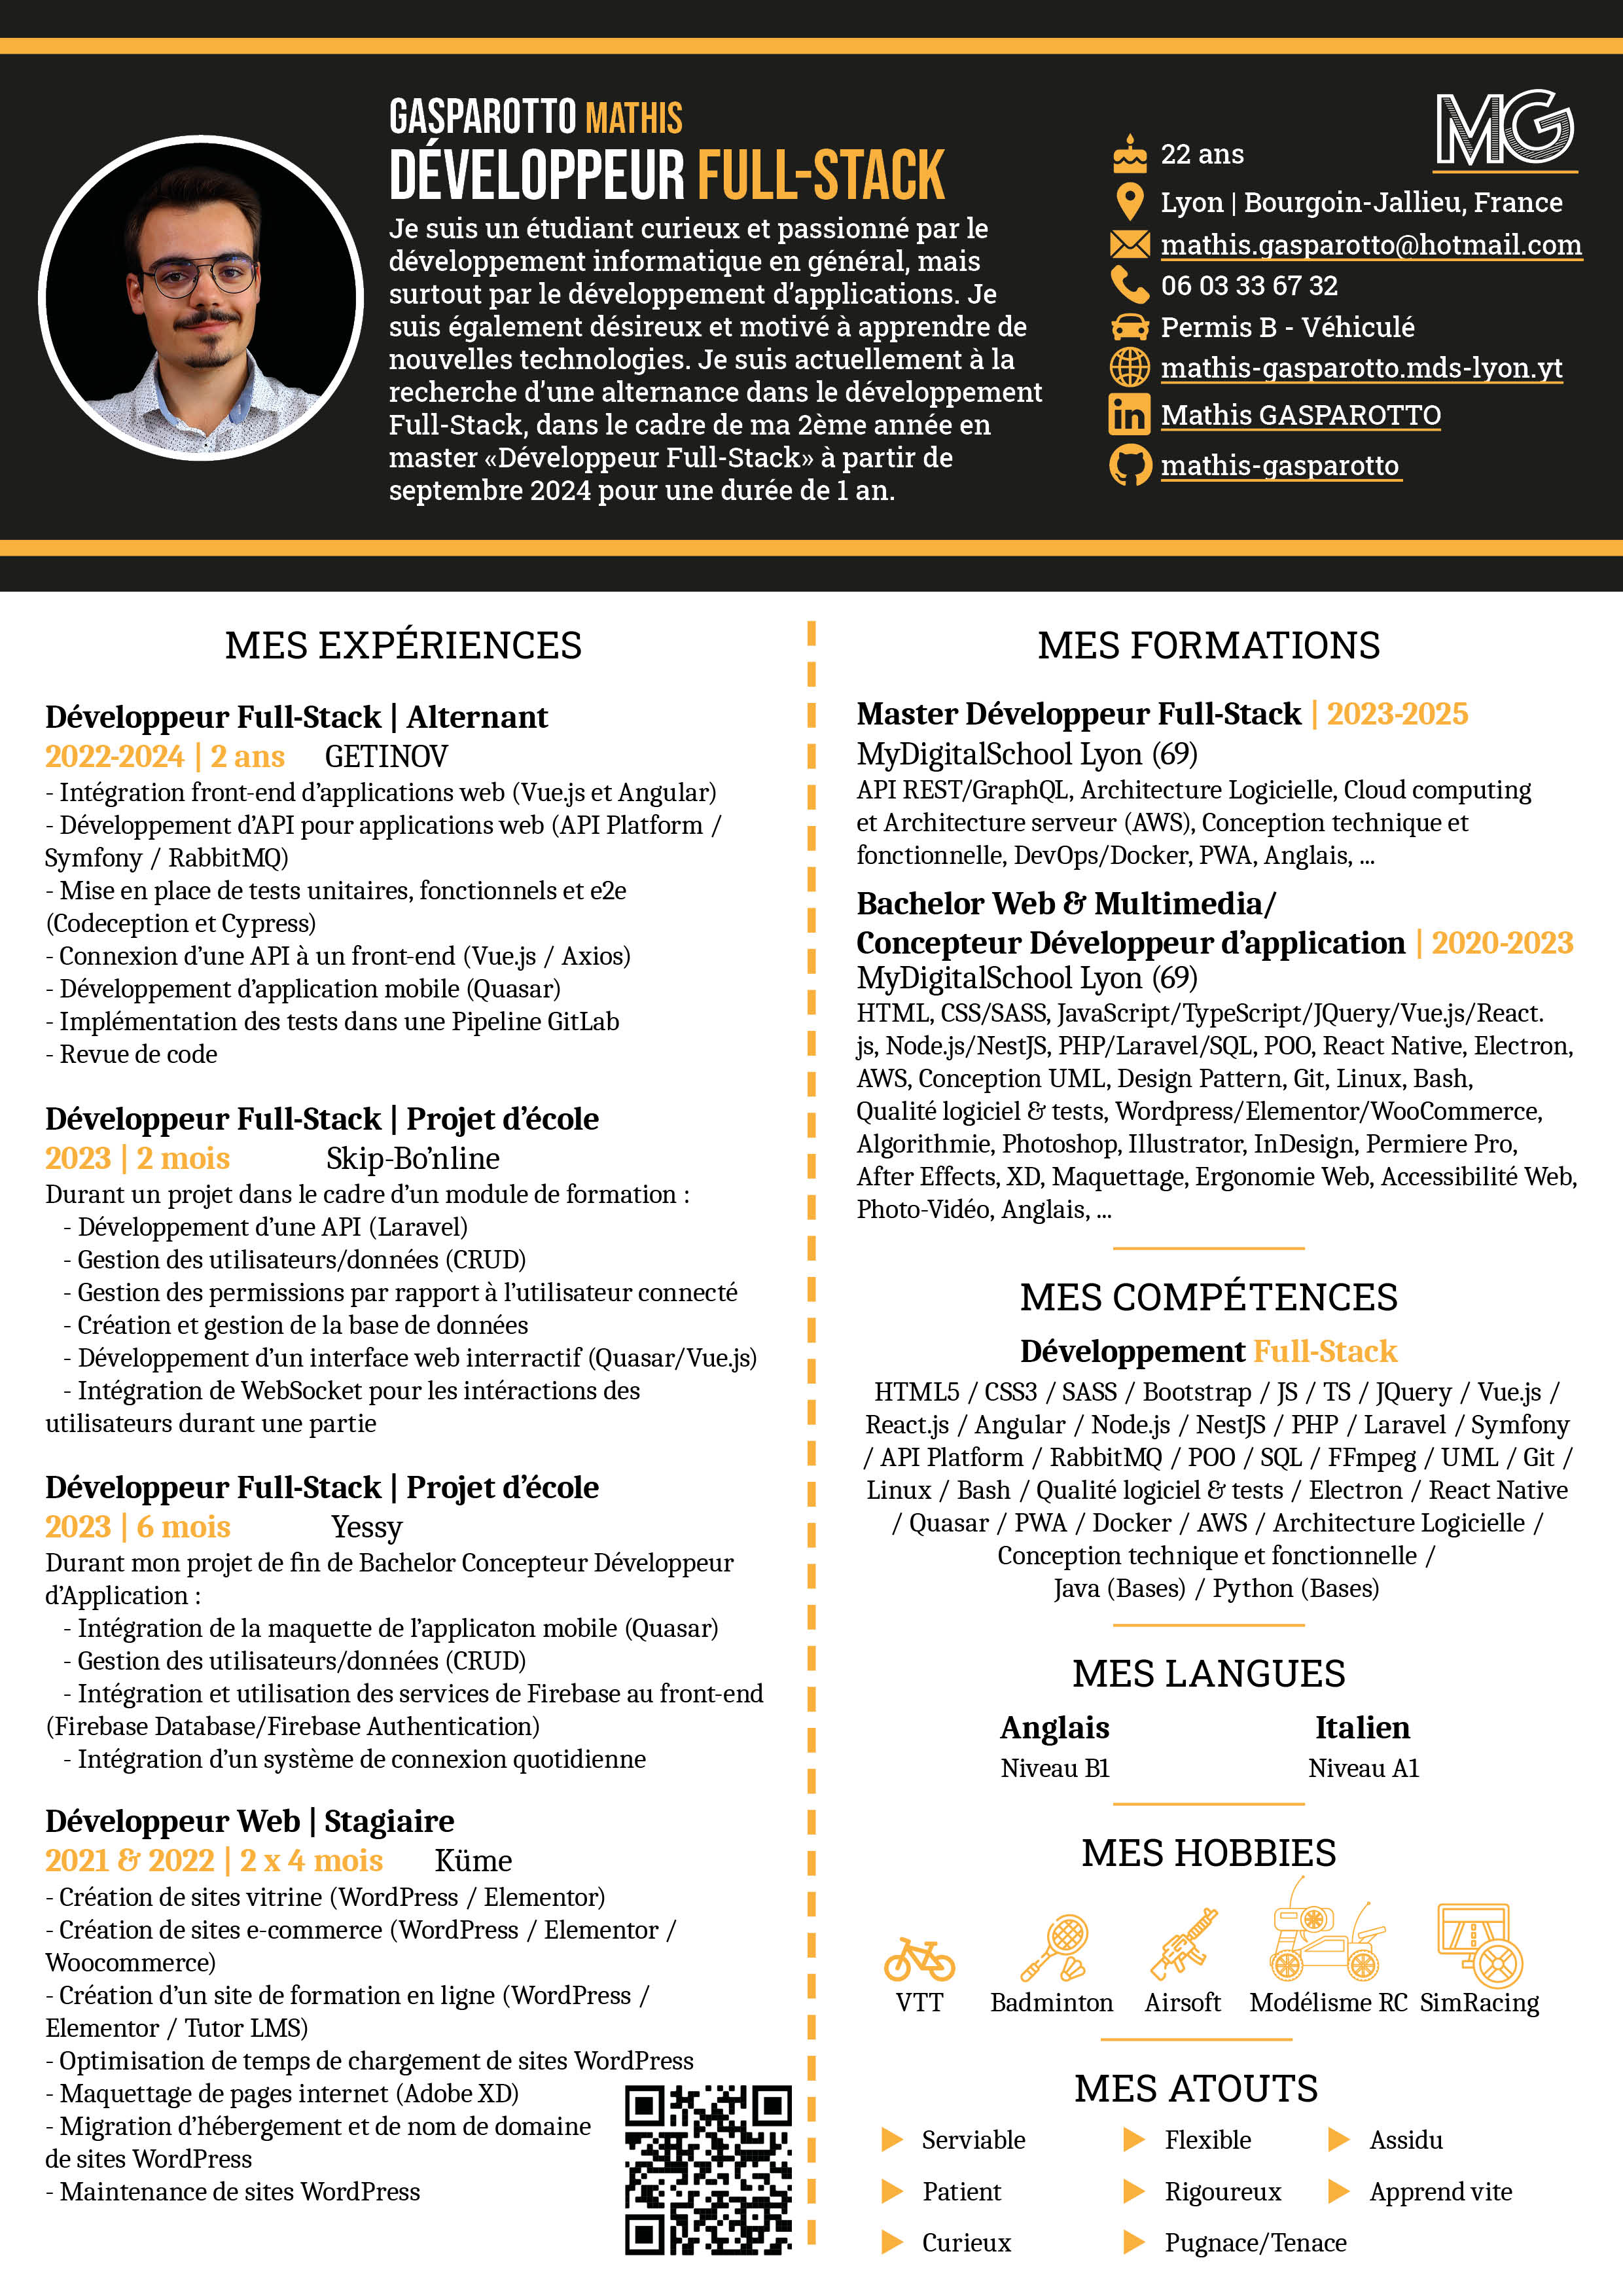 GASPAROTTO MATHIS
DÉVELOPPEUR FULL-STACK
Je suis un étudiant curieux et passionné par le
développement informatique en général, mais
surtout par le développement d’applications. Je
suis également désireux et motivé à apprendre de
nouvelles technologies. Je suis actuellement à la
recherche d’une alternance dans le développement
Full-Stack, dans le cadre de ma 2ème année en
master «Développeur Full-Stack» à partir de
septembre 2024 pour une durée de 1 an.
MG
22 ans
Lyon | Bourgoin-Jallieu, France
mathis.gasparotto@hotmail.com
06 03 33 67 32
Permis B - Véhiculé
mathis-gasparotto.mds-lyon.yt
Mathis GASPAROTTO
mathis-gasparotto
MES EXPÉRIENCES
Développeur Full-Stack | Alternant
2022-2024 | 2 ans GETINOV
- Intégration front-end d’applications web (Vue.js et Angular)
- Développement d’API pour applications web (API Platform /
Symfony / RabbitMQ)
- Mise en place de tests unitaires, fonctionnels et e2e
(Codeception et Cypress)
- Connexion d’une API à un front-end (Vue.js / Axios)
- Développement d’application mobile (Quasar)
- Implémentation des tests dans une Pipeline GitLab
- Revue de code
Développeur Full-Stack | Projet d’école
2023 | 2 mois Skip-Bo’nline
Durant un projet dans le cadre d’un module de formation :
- Développement d’une API (Laravel)
- Gestion des utilisateurs/données (CRUD)
- Gestion des permissions par rapport à l’utilisateur connecté
- Création et gestion de la base de données
- Développement d’un interface web interractif (Quasar/Vue.js)
- Intégration de WebSocket pour les intéractions des
utilisateurs durant une partie
Développeur Full-Stack | Projet d’école
2023 | 6 mois Yessy
Durant mon projet de fin de Bachelor Concepteur Développeur
d’Application :
- Intégration de la maquette de l’applicaton mobile (Quasar)
- Gestion des utilisateurs/données (CRUD)
- Intégration et utilisation des services de Firebase au front-end
(Firebase Database/Firebase Authentication)
- Intégration d’un système de connexion quotidienne
Développeur Web | Stagiaire
2021 & 2022 | 2 x 4 mois Küme
- Création de sites vitrine (WordPress / Elementor)
- Création de sites e-commerce (WordPress / Elementor /
Woocommerce)
- Création d’un site de formation en ligne (WordPress /
Elementor / Tutor LMS)
- Optimisation de temps de chargement de sites WordPress
- Maquettage de pages internet (Adobe XD)
- Migration d’hébergement et de nom de domaine
de sites WordPress
- Maintenance de sites WordPress
MES FORMATIONS
Master Développeur Full-Stack | 2023-2025
MyDigitalSchool Lyon (69)
API REST/GraphQL, Architecture Logicielle, Cloud computing
et Architecture serveur (AWS), Conception technique et
fonctionnelle, DevOps/Docker, PWA, Anglais, ...
Bachelor Web & Multimedia/
Concepteur Développeur d’application | 2020-2023
MyDigitalSchool Lyon (69)
HTML, CSS/SASS, JavaScript/TypeScript/JQuery/Vue.js/React.
js, Node.js/NestJS, PHP/Laravel/SQL, POO, React Native, Electron,
AWS, Conception UML, Design Pattern, Git, Linux, Bash,
Qualité logiciel & tests, Wordpress/Elementor/WooCommerce,
Algorithmie, Photoshop, Illustrator, InDesign, Permiere Pro,
After Effects, XD, Maquettage, Ergonomie Web, Accessibilité Web,
Photo-Vidéo, Anglais, ...
MES COMPÉTENCES
Développement Full-Stack
HTML5 / CSS3 / SASS / Bootstrap / JS / TS / JQuery / Vue.js /
React.js / Angular / Node.js / NestJS / PHP / Laravel / Symfony
/ API Platform / RabbitMQ / POO / SQL / FFmpeg / UML / Git /
Linux / Bash / Qualité logiciel & tests / Electron / React Native
/ Quasar / PWA / Docker / AWS / Architecture Logicielle /
Conception technique et fonctionnelle /
Java (Bases) / Python (Bases)
MES LANGUES
Anglais Italien
Niveau B1 Niveau A1
MES HOBBIES
VTT Badminton Airsoft Modélisme RC SimRacing
MES ATOUTS
Serviable Flexible Assidu
Patient Rigoureux Apprend vite
Curieux Pugnace/Tenace